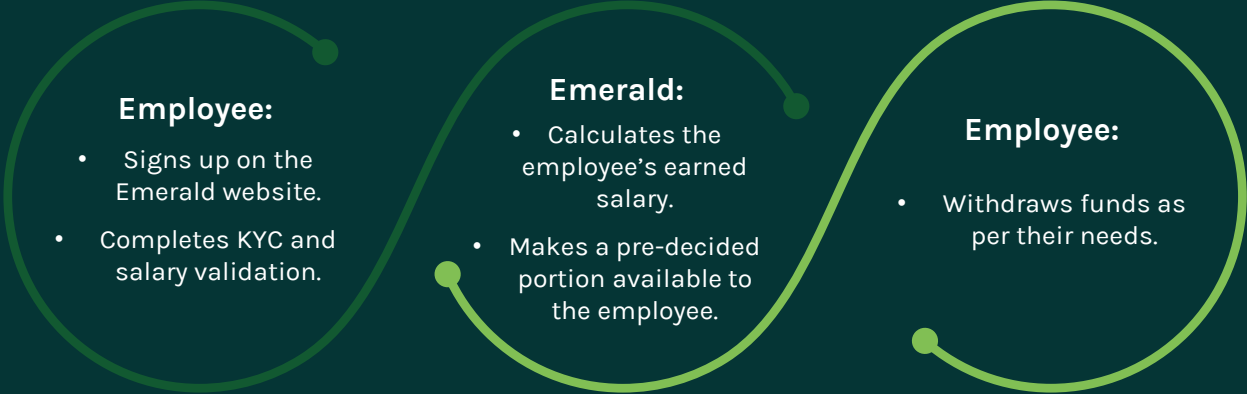 Employee:
• Signs up on the
Emerald website.
• Completes KYC and
salary validation.
Emerald:
• Calculates the
employee’s earned
salary.
• Makes a pre-decided
portion available to
the employee.
Employee:
• Withdraws funds as
per their needs.